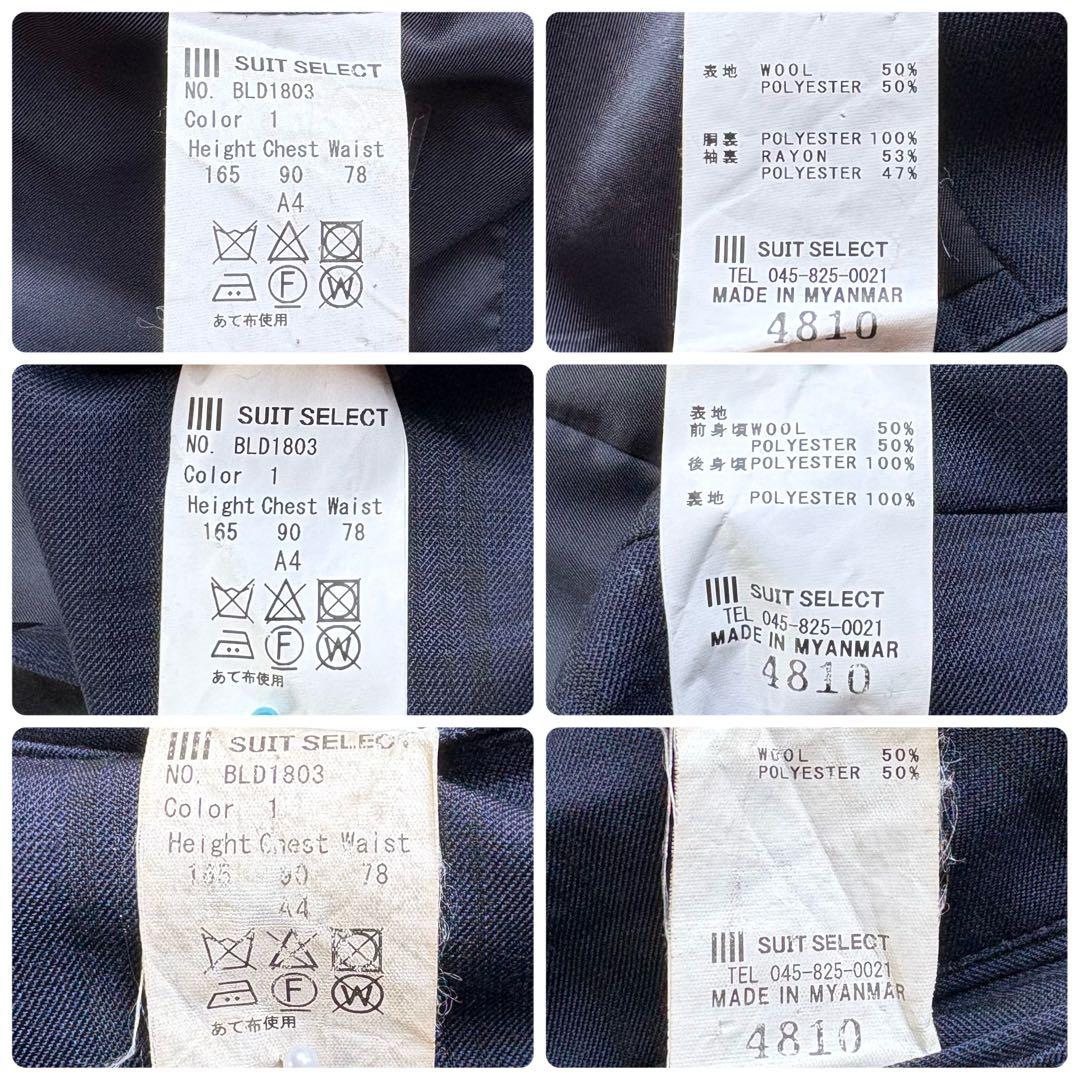 SUIT SELECT
NO. BLD1803
Color 1
Height Chest Waist
165 90 78
A4
F W
あて布使用
表地 WOOL 50%
POLYESTER 50%
胴裏 POLYESTER 100%
袖裏 RAYON 53%
POLYESTER 47%
SUIT SELECT
TEL 045-825-0021
MADE IN MYANMAR
4810
SUIT SELECT
NO. BLD1803
Color 1
Height Chest Waist
165 90 78
A4
F W
あて布使用
表地
前身頃 WOOL 50%
POLYESTER 50%
後身頃 POLYESTER 100%
裏地 POLYESTER 100%
SUIT SELECT
TEL 045-825-0021
MADE IN MYANMAR
4810
SUIT SELECT
NO. BLD1803
Color 1
Height Chest Waist
165 90 78
A4
F W
あて布使用
WOOL 50%
POLYESTER 50%
SUIT SELECT
TEL 045-825-0021
MADE IN MYANMAR
4810